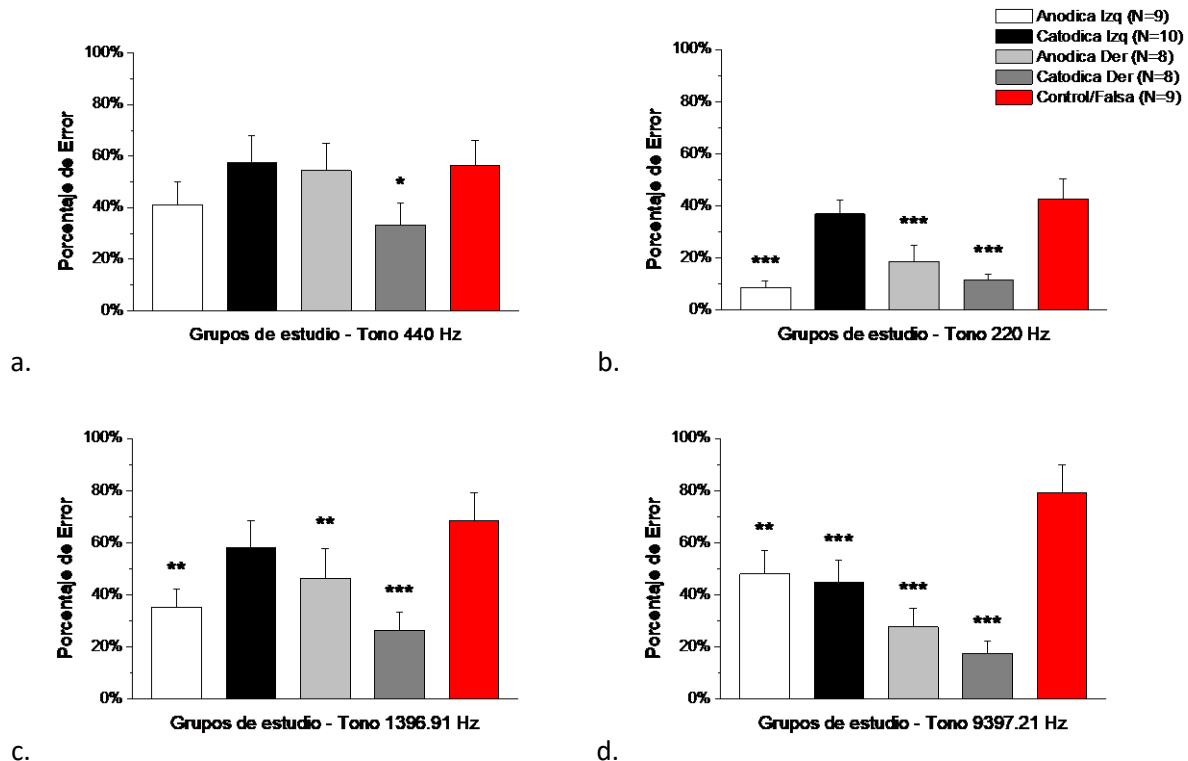 Anodica Izq (N=9)
Catodica Izq (N=10)
Anodica Der (N=8)
Catodica Der (N=8)
Control/Falsa (N=9)
100%
80%
60%
40%
20%
0%
Porcentaje de Error
*
Grupos de estudio - Tono 440 Hz
a.
100%
80%
60%
40%
20%
0%
Porcentaje de Error
***
***
***
Grupos de estudio - Tono 220 Hz
b.
100%
80%
60%
40%
20%
0%
Porcentaje de Error
**
**
***
Grupos de estudio - Tono 1396.91 Hz
c.
100%
80%
60%
40%
20%
0%
Porcentaje de Error
**
***
***
***
Grupos de estudio - Tono 9397.21 Hz
d.